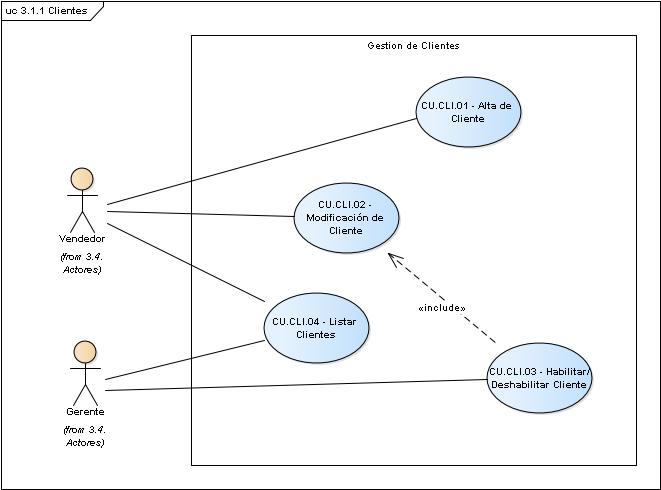 uc 3.1.1 Clientes
Gestion de Clientes
CU.CLI.01 - Alta de
Cliente
CU.CLI.02 -
Modificación de
Cliente
Vendedor
(from 3.4.
Actores)
«include»
CU.CLI.04 - Listar
Clientes
CU.CLI.03 - Habilitar/
Deshabilitar Cliente
Gerente
(from 3.4.
Actores)